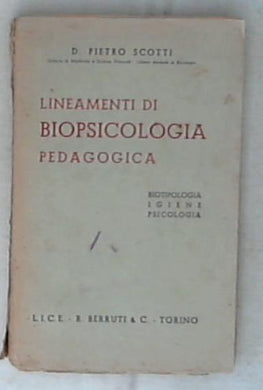 D. PIETRO SCOTTI
LINEAMENTI DI
BIOPSICOLOGIA
PEDAGOGICA
BIOTIPOLOGIA
IGIENE
PSICOLOGIA
L.I.C.E. - R. BERRUTI & C. - TORINO